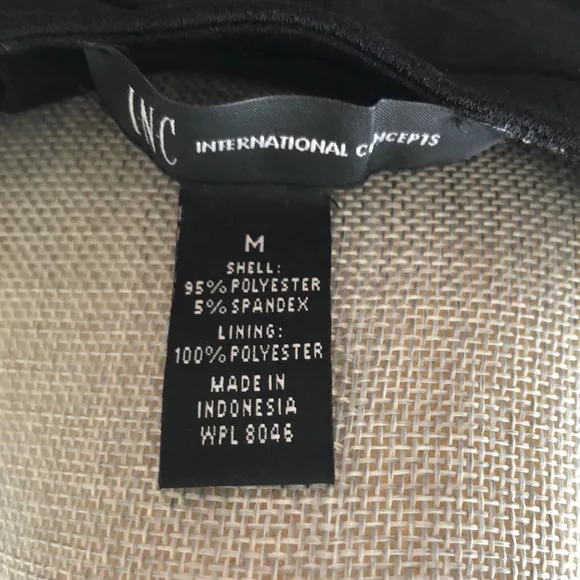 INC INTERNATIONAL CONCEPTS
M
SHELL:
95% POLYESTER
5% SPANDEX
LINING:
100% POLYESTER
MADE IN
INDONESIA
WPL 8046